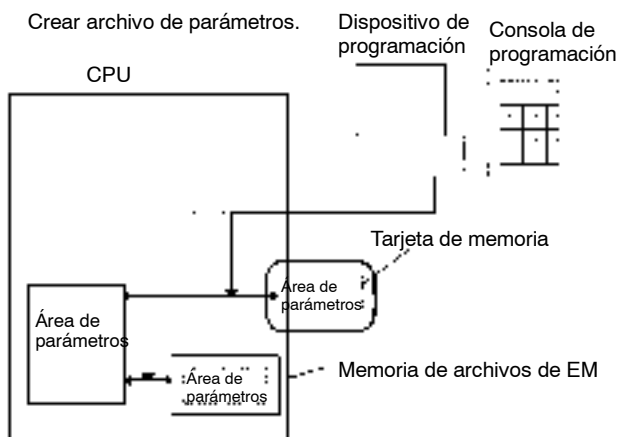 Crear archivo de parámetros.
Dispositivo de
programación
Consola de
programación
CPU
Tarjeta de memoria
Área de
parámetros
Área de
parámetros
Memoria de archivos de EM
Área de
parámetros